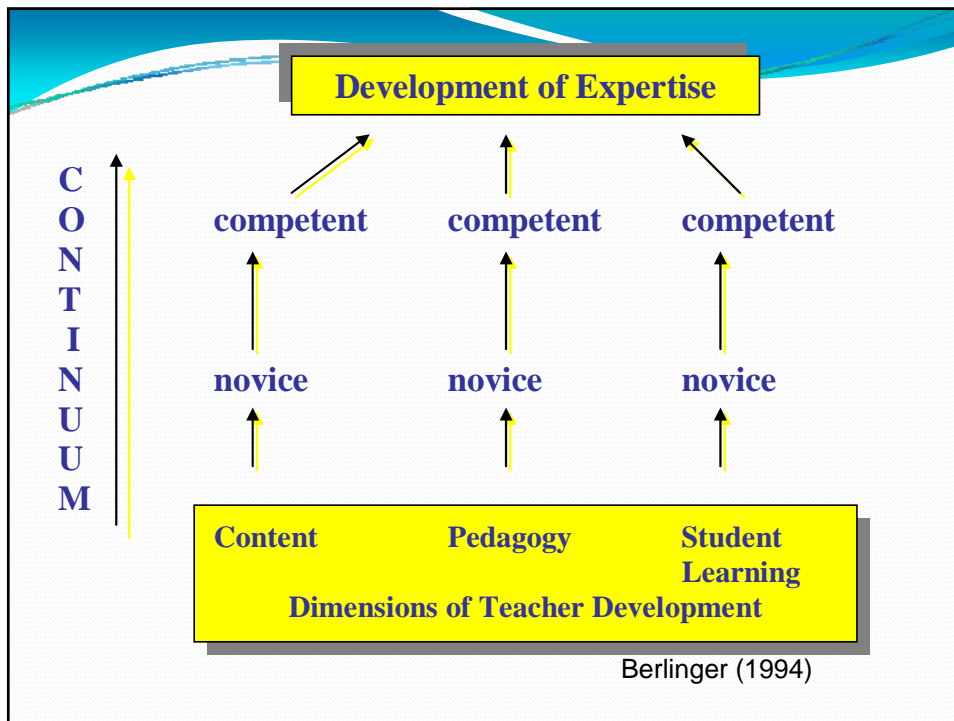 Development of Expertise
C
O
N
T
I
N
U
U
M
competent competent competent
novice novice novice
Content Pedagogy Student
Learning
Dimensions of Teacher Development
Berlinger (1994)